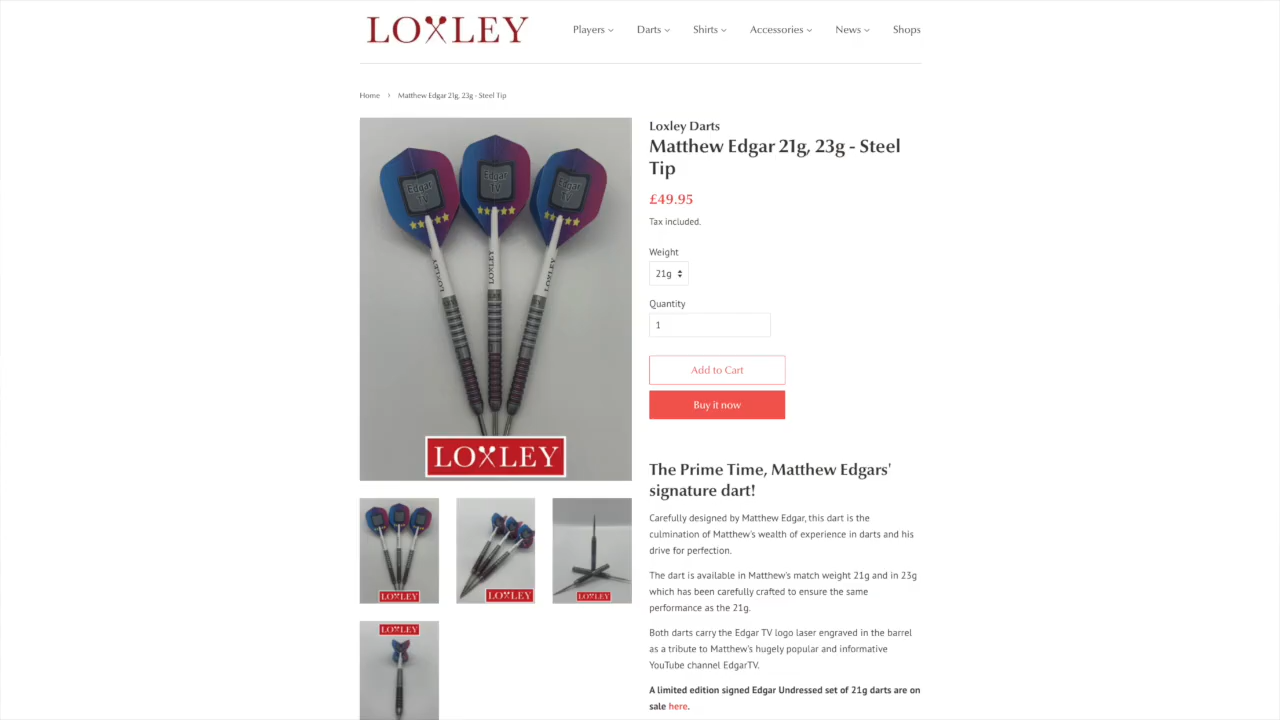 LOXLEY
Players
Darts
Shirts
Accessories
News
Shops
Home › Matthew Edgar 21g, 23g - Steel Tip
Edgar
TV
Edgar
TV
Edgar
TV
LOXLEY
LOXLEY
LOXLEY
LOXLEY
Loxley Darts
Matthew Edgar 21g, 23g - Steel
Tip
£49.95
Tax included.
Weight
21g
Quantity
1
Add to Cart
Buy it now
The Prime Time, Matthew Edgars'
signature dart!
Carefully designed by Matthew Edgar, this dart is the
culmination of Matthew's wealth of experience in darts and his
drive for perfection.
The dart is available in Matthew's match weight 21g and in 23g
which has been carefully crafted to ensure the same
performance as the 21g.
Both darts carry the Edgar TV logo laser engraved in the barrel
as a tribute to Matthew's hugely popular and informative
YouTube channel EdgarTV.
A limited edition signed Edgar Undressed set of 21g darts are on
sale here.
LOXLEY
LOXLEY
LOXLEY
LOXLEY